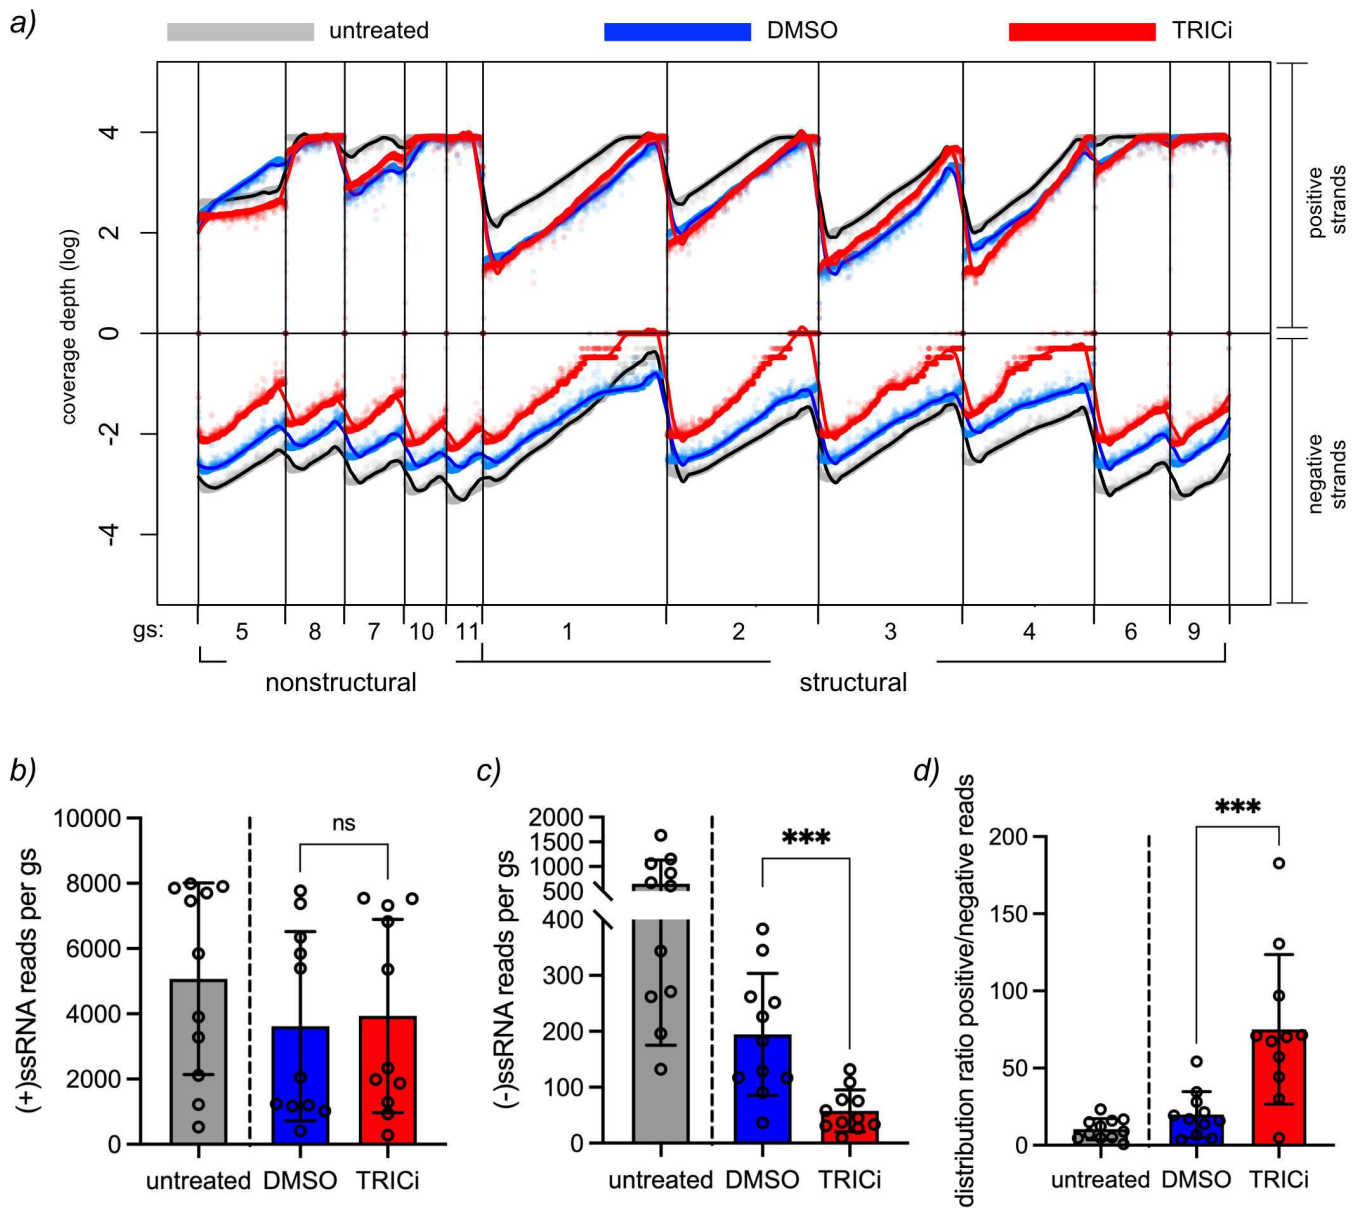 a)
untreated DMSO TRICi
coverage depth (log)
4
2
0
-2
-4
positive
strands
negative
strands
gs: 5 8 7 10 11 1 2 3 4 6 9
nonstructural structural
b)
(+)ssRNA reads per gs
10000
8000
6000
4000
2000
0
ns
untreated DMSO TRICi
c)
(-)ssRNA reads per gs
2000
1500
1000
500
400
300
200
100
0
***
untreated DMSO TRICi
d)
distribution ratio positive/negative reads
200
150
100
50
0
***
untreated DMSO TRICi